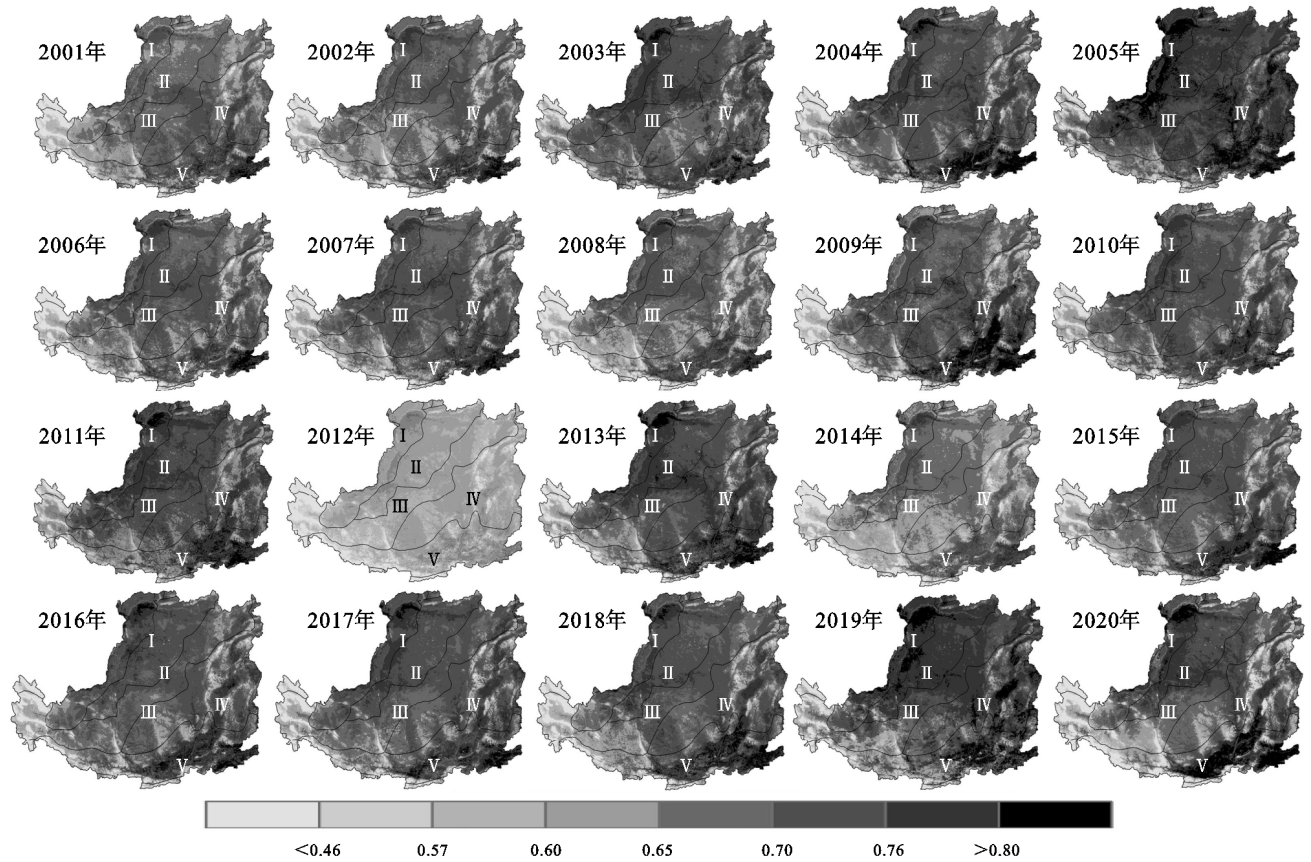 2001年 2002年 2003年 2004年 2005年
I I I I I
II II II II II
III IV III IV III IV III IV III IV
V V V V V
2006年 2007年 2008年 2009年 2010年
I I I I I
II II II II II
III IV III IV III IV III IV III IV
V V V V V
2011年 2012年 2013年 2014年 2015年
I I I I I
II II II II II
III IV III IV III IV III IV III IV
V V V V V
2016年 2017年 2018年 2019年 2020年
I I I I I
II II II II II
III IV III IV III IV III IV III IV
V V V V V
<0.46 0.57 0.60 0.65 0.70 0.76 >0.80